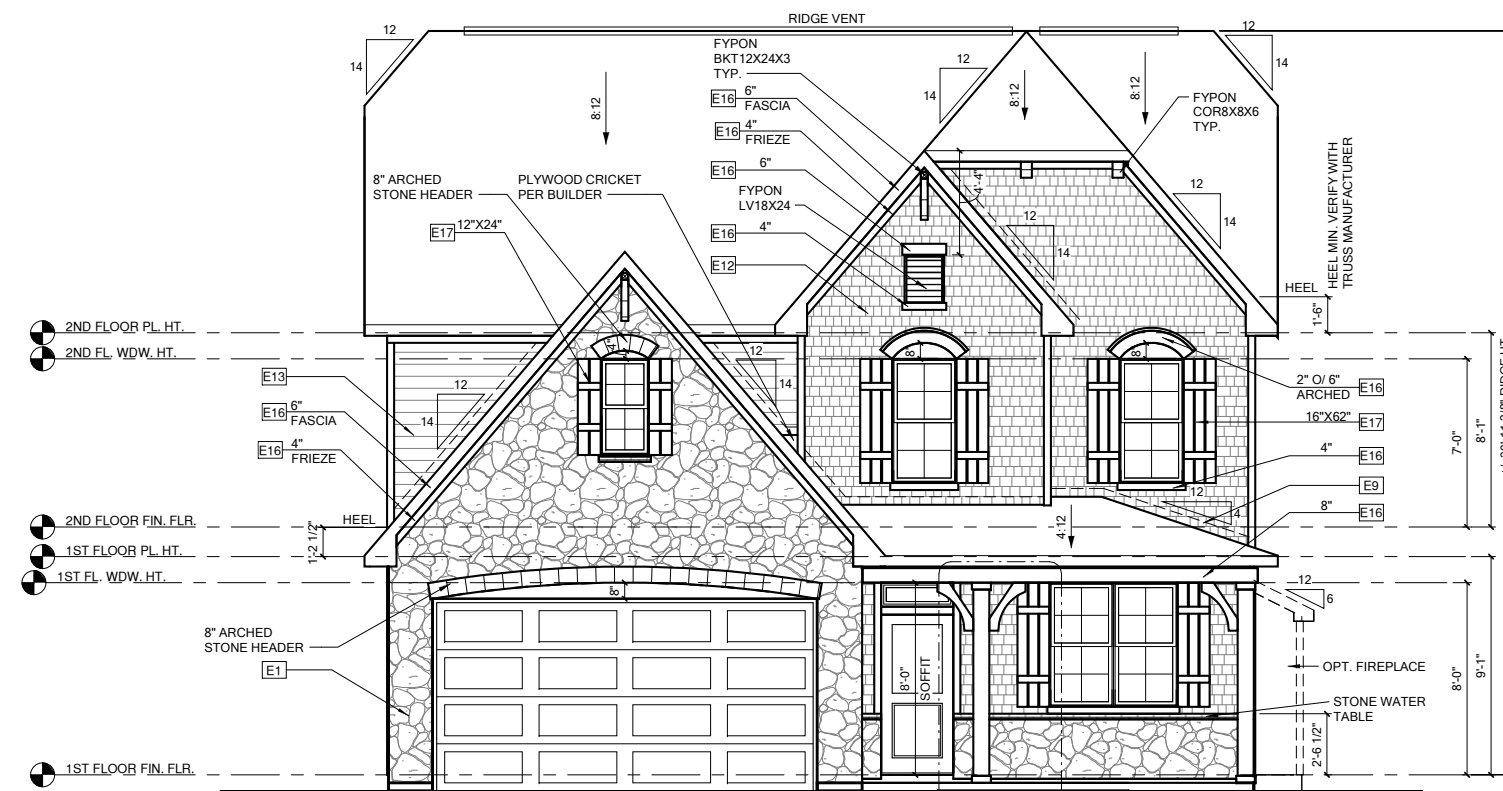 RIDGE VENT
12
14
8:12
FYPON
BKT12X24X3
TYP.
E16 6"
FASCIA
E16 4"
FRIEZE
E16 6"
FYPON
LV18X24
E16 4"
E12
12
14
8:12
8:12
12
14
FYPON
COR8X8X6
TYP.
HEEL MIN. VERIFY WITH
TRUSS MANUFACTURER
8" ARCHED
STONE HEADER
PLYWOOD CRICKET
PER BUILDER
E17 12"X24"
4'-4"
12
14
12
14
HEEL
1'-6"
2ND FLOOR PL. HT.
2ND FL. WDW. HT.
E13
E16 6"
FASCIA
E16 4"
FRIEZE
12
14
12
14
8"
8"
2" O/ 6"
ARCHED
E16
16"X62" E17
4"
E16
E9
8"
E16
12
4
7'-0"
8'-1"
2ND FLOOR FIN. FLR.
HEEL
1'-2 1/2"
1ST FLOOR PL. HT.
1ST FL. WDW. HT.
4:12
8"
12
6
8" ARCHED
STONE HEADER
E1
8'-0"
SOFFIT
OPT. FIREPLACE
STONE WATER
TABLE
8'-0"
9'-1"
2'-6 1/2"
1ST FLOOR FIN. FLR.